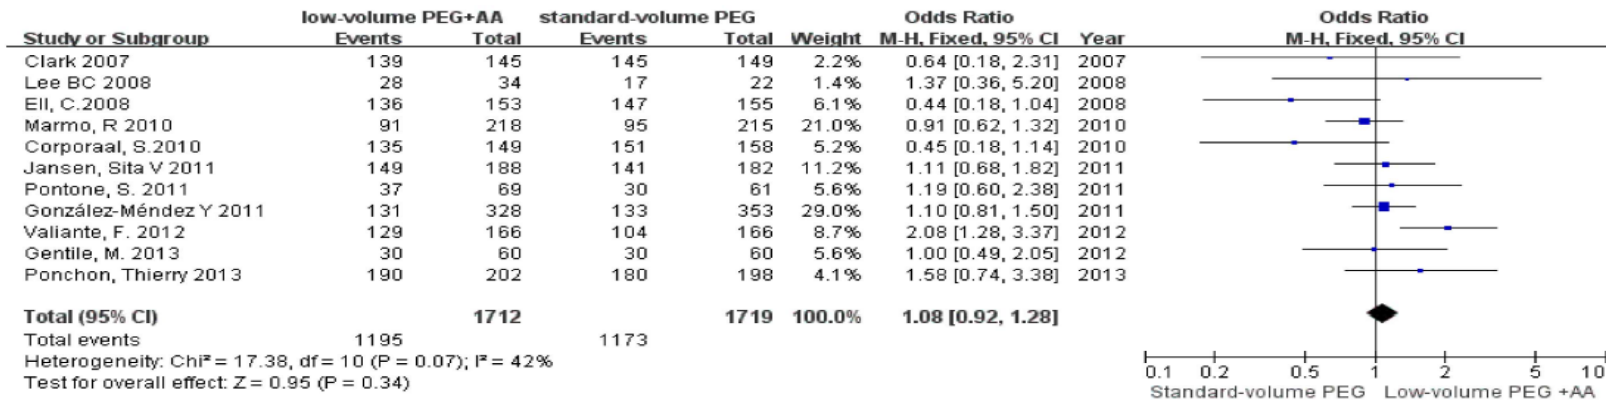 low-volume PEG+AA standard-volume PEG Odds Ratio Odds Ratio
Study or Subgroup Events Total Events Total Weight M-H, Fixed, 95% CI Year M-H, Fixed, 95% CI
Clark 2007 139 145 145 149 2.2% 0.64 [0.18, 2.31] 2007
Lee BC 2008 28 34 17 22 1.4% 1.37 [0.36, 5.20] 2008
Ell, C.2008 136 153 147 155 6.1% 0.44 [0.18, 1.04] 2008
Marmo, R 2010 91 218 95 215 21.0% 0.91 [0.62, 1.32] 2010
Corporaal, S.2010 135 149 151 158 5.2% 0.45 [0.18, 1.14] 2010
Jansen, Sita V 2011 149 188 141 182 11.2% 1.11 [0.68, 1.82] 2011
Pontone, S. 2011 37 69 30 61 5.6% 1.19 [0.60, 2.38] 2011
González-Méndez Y 2011 131 328 133 353 29.0% 1.10 [0.81, 1.50] 2011
Valiante, F. 2012 129 166 104 166 8.7% 2.08 [1.28, 3.37] 2012
Gentile, M. 2013 30 60 30 60 5.6% 1.00 [0.49, 2.05] 2012
Ponchon, Thierry 2013 190 202 180 198 4.1% 1.58 [0.74, 3.38] 2013
Total (95% CI) 1712 1719 100.0% 1.08 [0.92, 1.28]
Total events 1195 1173
Heterogeneity: Chi² = 17.38, df = 10 (P = 0.07); I² = 42%
Test for overall effect: Z = 0.95 (P = 0.34)
0.1 0.2 0.5 1 2 5 10
Standard-volume PEG Low-volume PEG +AA